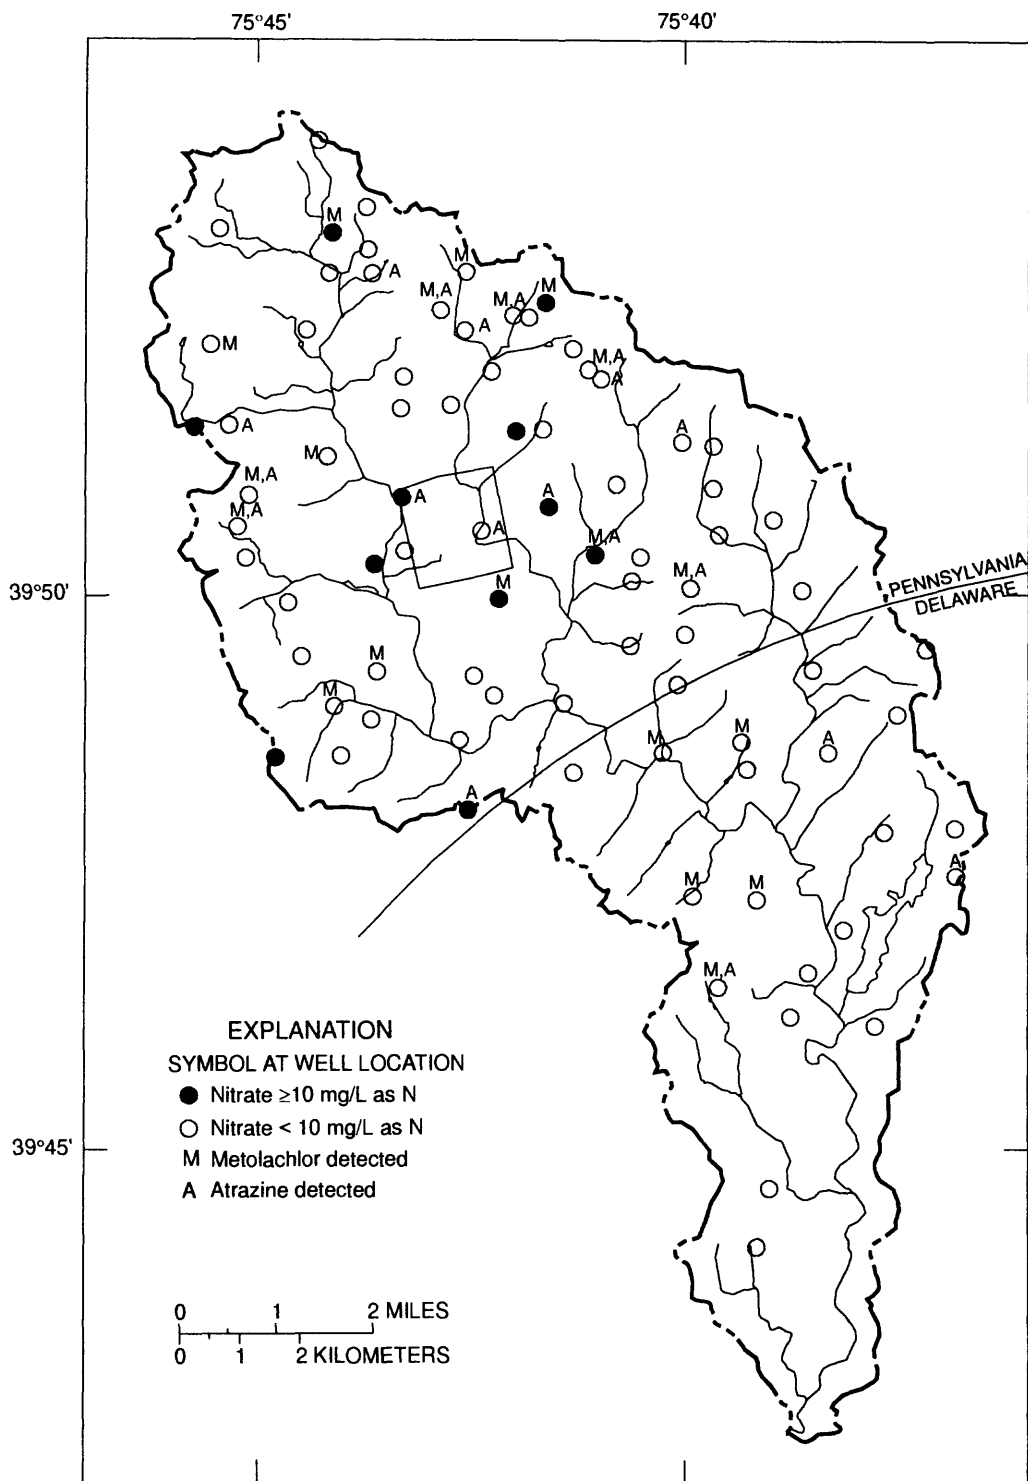 75°45'
75°40'
M
M
A
M,A
M,A
M
A
M
M,A
A
A
A
M
M,A
A
A
M,A
A
M,A
M,A
M
39°50'
PENNSYLVANIA
DELAWARE
M
M
M
M
A
A
A
M
M
M,A
EXPLANATION
SYMBOL AT WELL LOCATION
Nitrate ≥10 mg/L as N
Nitrate < 10 mg/L as N
M Metolachlor detected
39°45'
A Atrazine detected
0 1 2 MILES
0 1 2 KILOMETERS